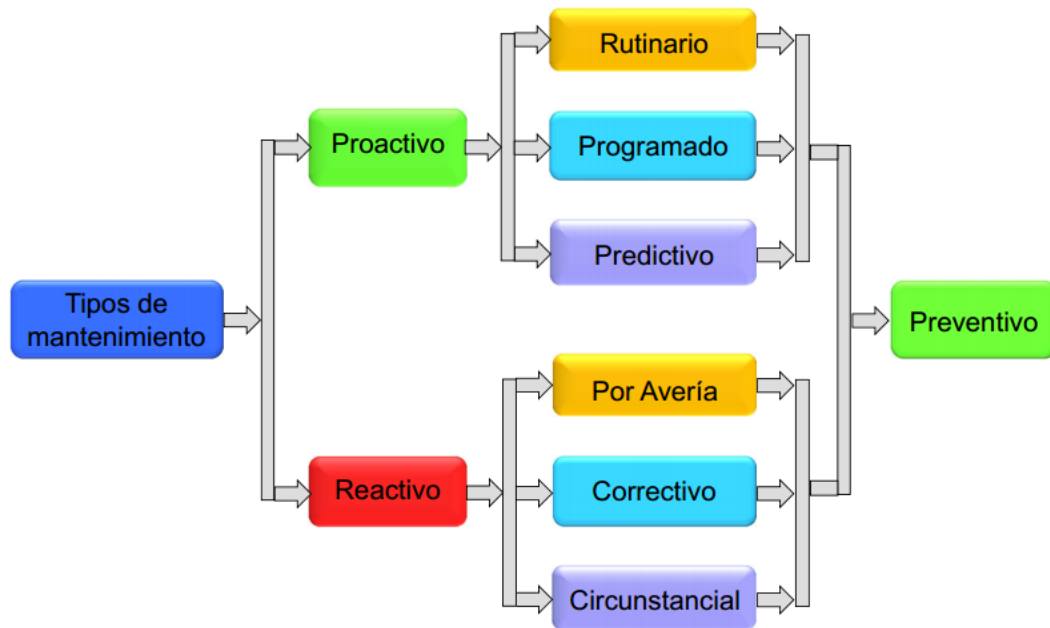 Tipos de
mantenimiento
Proactivo
Rutinario
Programado
Predictivo
Reactivo
Por Avería
Correctivo
Circunstancial
Preventivo